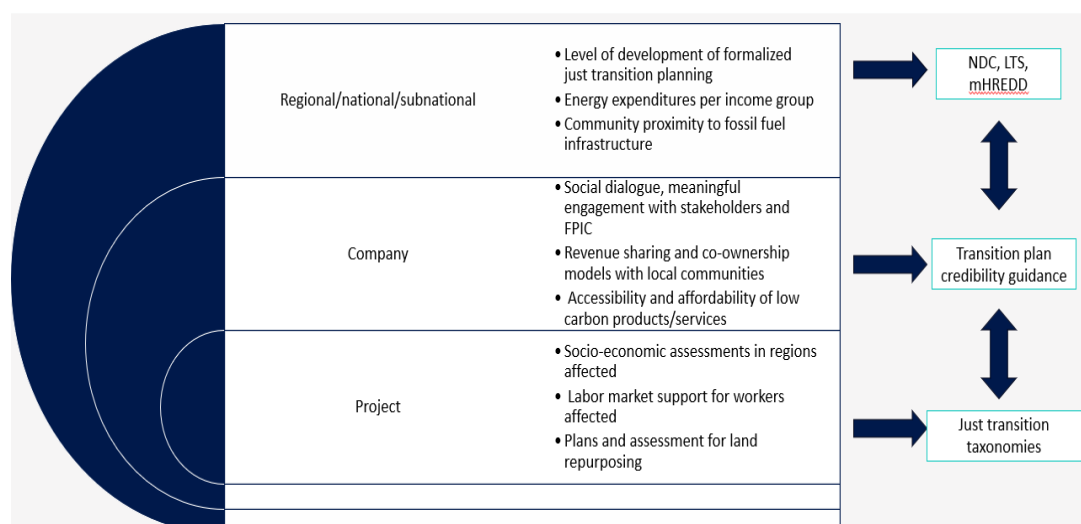 Regional/national/subnational
• Level of development of formalized
just transition planning
• Energy expenditures per income group
• Community proximity to fossil fuel
infrastructure
NDC, LTS,
mHREDD
Company
• Social dialogue, meaningful
engagement with stakeholders and
FPIC
• Revenue sharing and co-ownership
models with local communities
• Accessibility and affordability of low
carbon products/services
Transition plan
credibility guidance
Project
• Socio-economic assessments in regions
affected
• Labor market support for workers
affected
• Plans and assessment for land
repurposing
Just transition
taxonomies